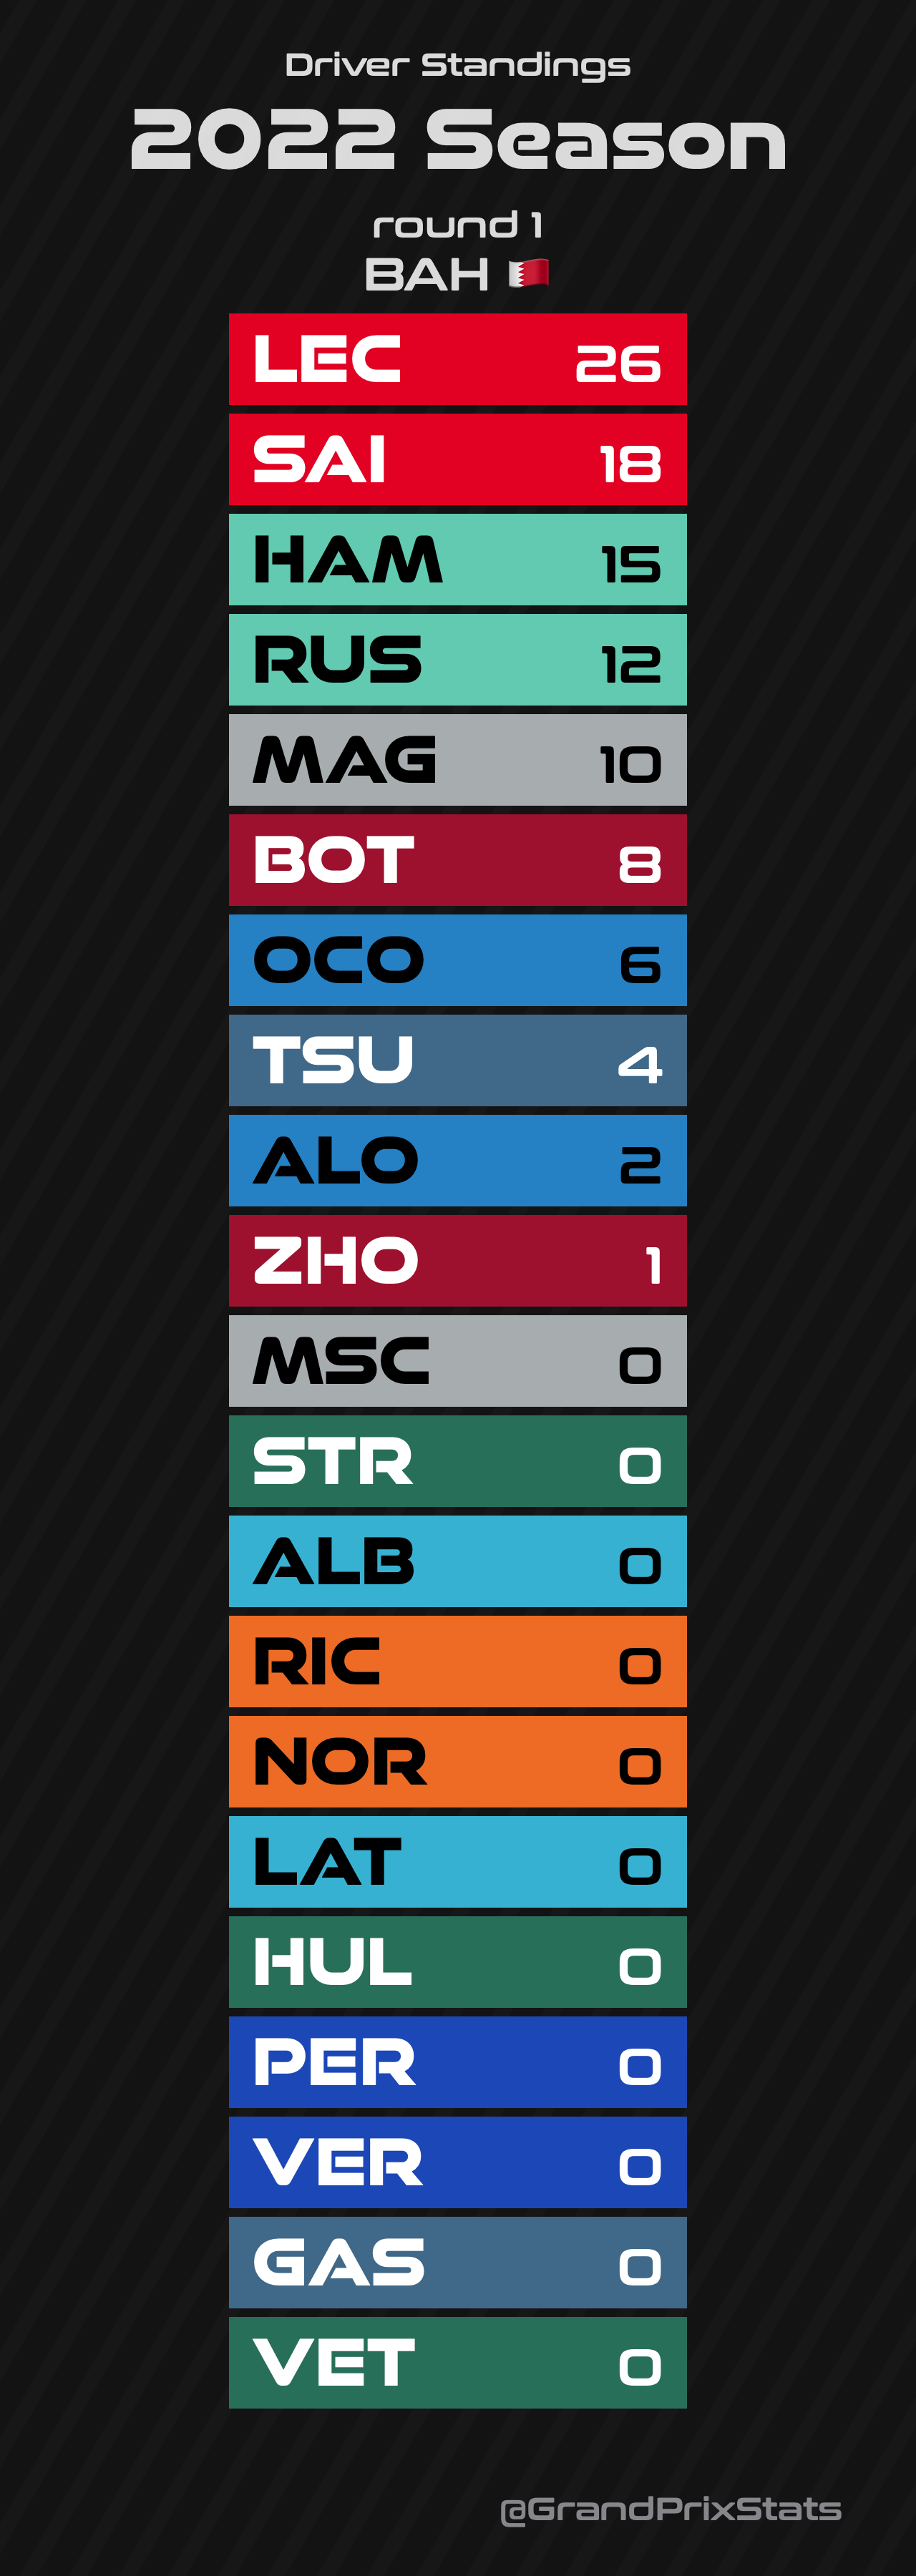 Driver Standings
2022 Season
round 1
BAH
LEC 26
SAI 18
HAM 15
RUS 12
MAG 10
BOT 8
OCO 6
TSU 4
ALO 2
ZHO 1
MSC 0
STR 0
ALB 0
RIC 0
NOR 0
LAT 0
HUL 0
PER 0
VER 0
GAS 0
VET 0
@GrandPrixStats